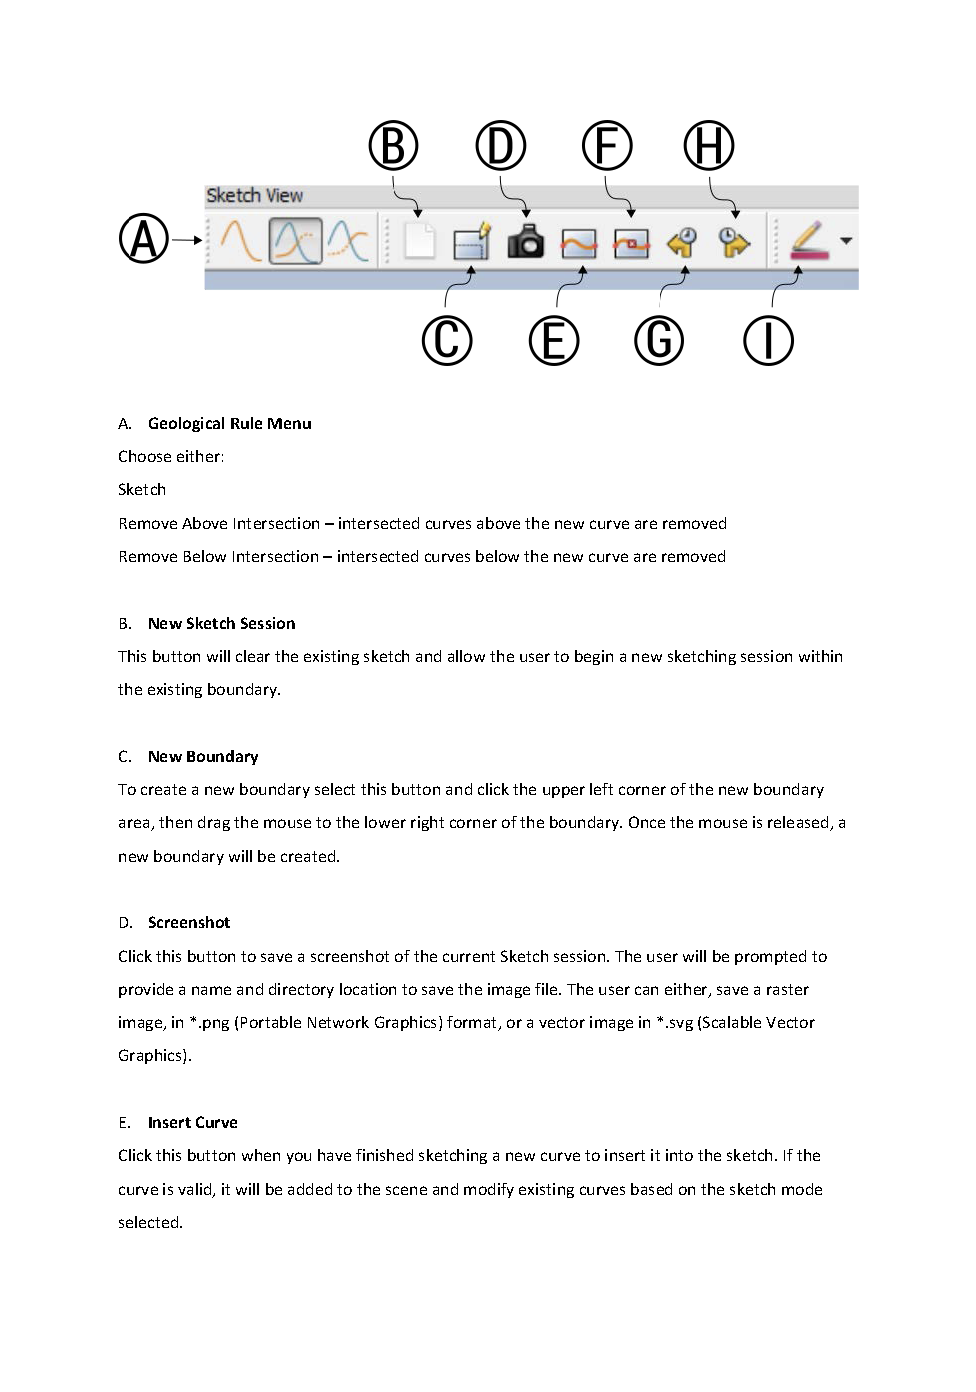 B D F H
Sketch View
A
C E G I
A. Geological Rule Menu
Choose either:
Sketch
Remove Above Intersection – intersected curves above the new curve are removed
Remove Below Intersection – intersected curves below the new curve are removed
B. New Sketch Session
This button will clear the existing sketch and allow the user to begin a new sketching session within
the existing boundary.
C. New Boundary
To create a new boundary select this button and click the upper left corner of the new boundary
area, then drag the mouse to the lower right corner of the boundary. Once the mouse is released, a
new boundary will be created.
D. Screenshot
Click this button to save a screenshot of the current Sketch session. The user will be prompted to
provide a name and directory location to save the image file. The user can either, save a raster
image, in *.png (Portable Network Graphics) format, or a vector image in *.svg (Scalable Vector
Graphics).
E. Insert Curve
Click this button when you have finished sketching a new curve to insert it into the sketch. If the
curve is valid, it will be added to the scene and modify existing curves based on the sketch mode
selected.